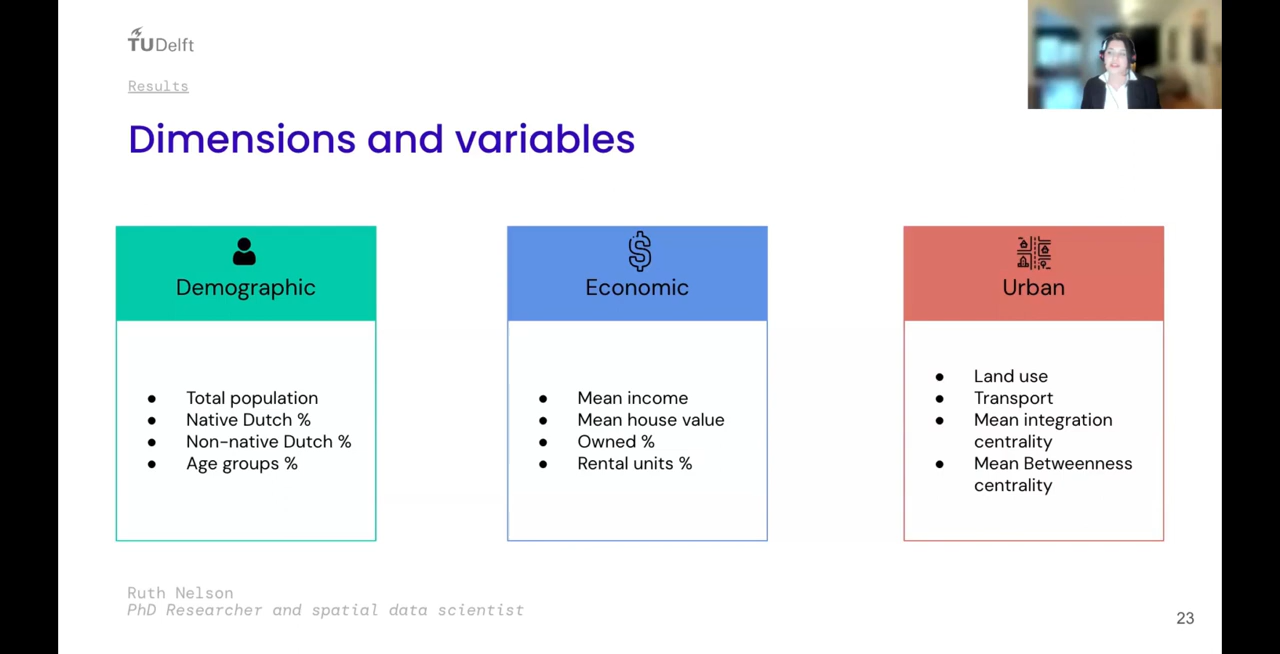 TUDelft
Results
Dimensions and variables
Demographic
● Total population
● Native Dutch %
● Non-native Dutch %
● Age groups %
$
Economic
● Mean income
● Mean house value
● Owned %
● Rental units %
Urban
● Land use
● Transport
● Mean integration
centrality
● Mean Betweenness
centrality
Ruth Nelson
PhD Researcher and spatial data scientist
23